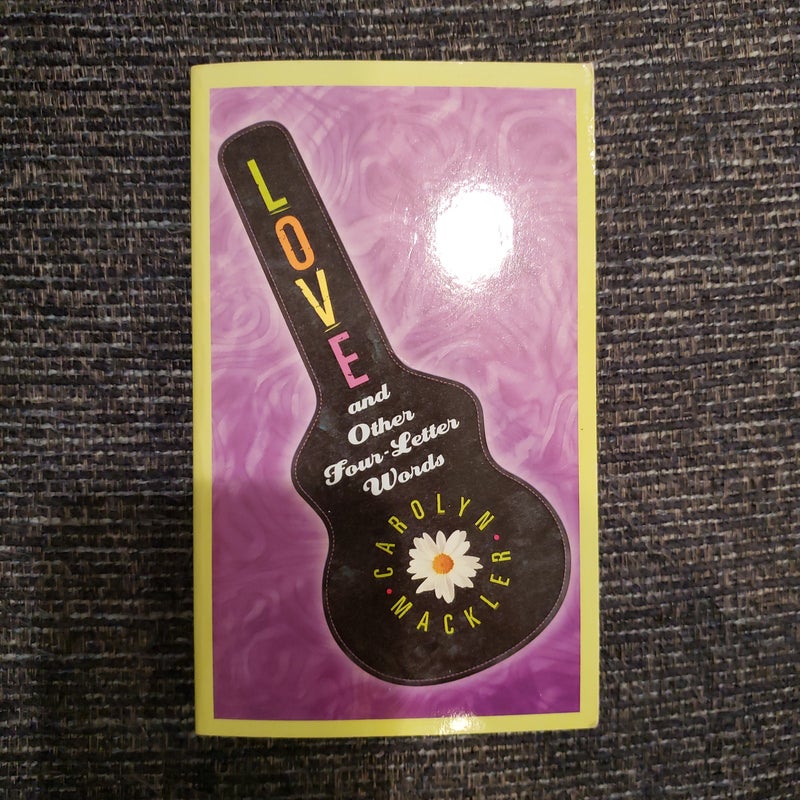 LOVE
and
Other
Four-Letter
Words
CAROLYN
MACKLER